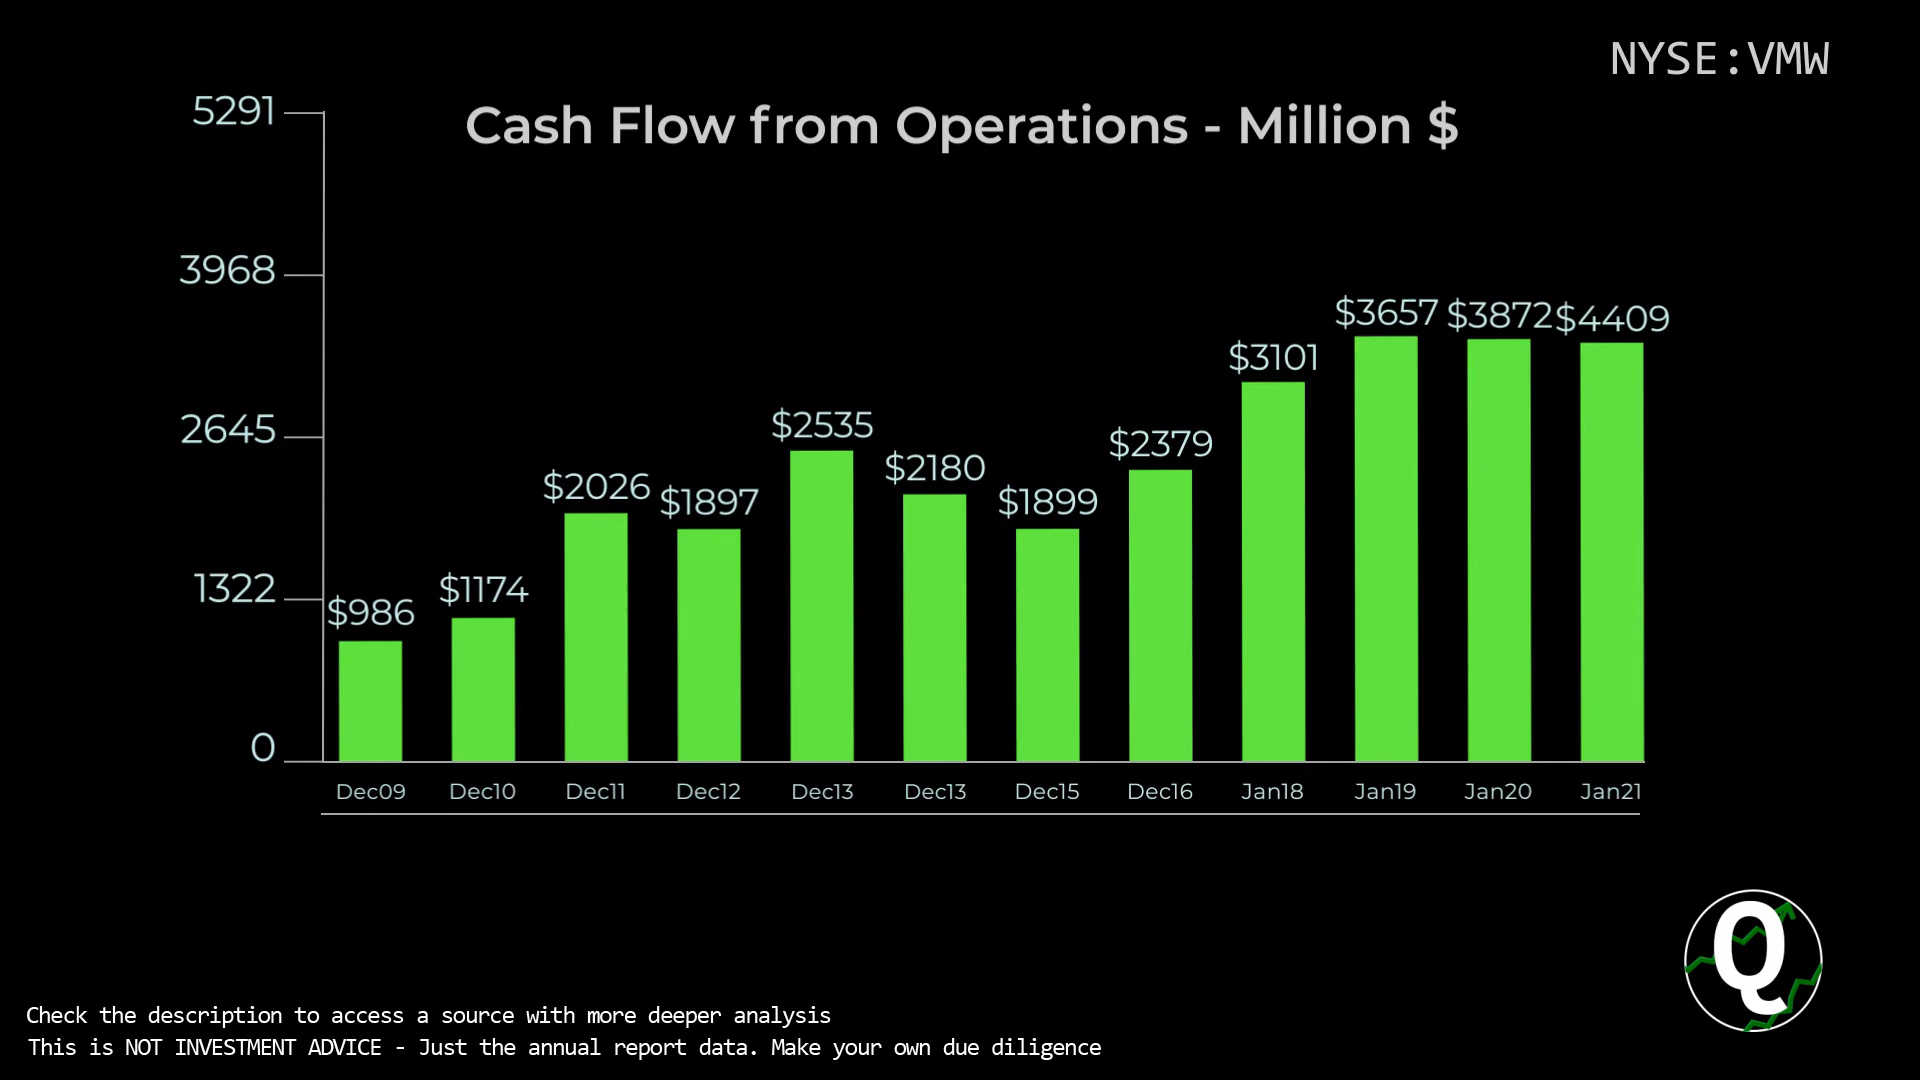 NYSE:VMW
Cash Flow from Operations - Million $
5291
3968
2645
1322
0
$986 $1174 $2026 $1897 $2535 $2180 $1899 $2379 $3101 $3657 $3872 $4409
Dec09 Dec10 Dec11 Dec12 Dec13 Dec13 Dec15 Dec16 Jan18 Jan19 Jan20 Jan21
Q
Check the description to access a source with more deeper analysis
This is NOT INVESTMENT ADVICE - Just the annual report data. Make your own due diligence